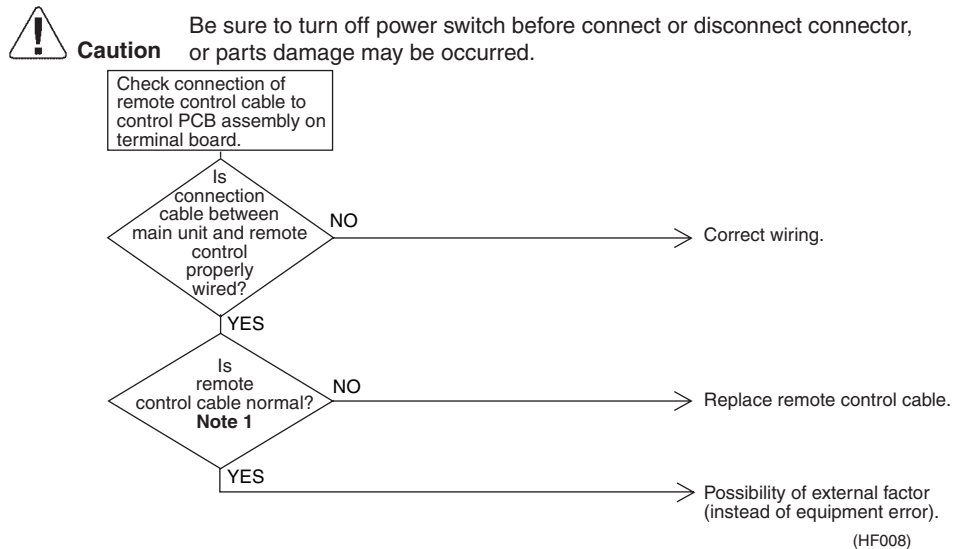 Be sure to turn off power switch before connect or disconnect connector,
Caution or parts damage may be occurred.
Check connection of
remote control cable to
control PCB assembly on
terminal board.
Is
connection
cable between
main unit and remote
control
properly
wired?
NO
Correct wiring.
YES
Is
remote
control cable normal?
Note 1
NO
Replace remote control cable.
YES
Possibility of external factor
(instead of equipment error).
(HF008)